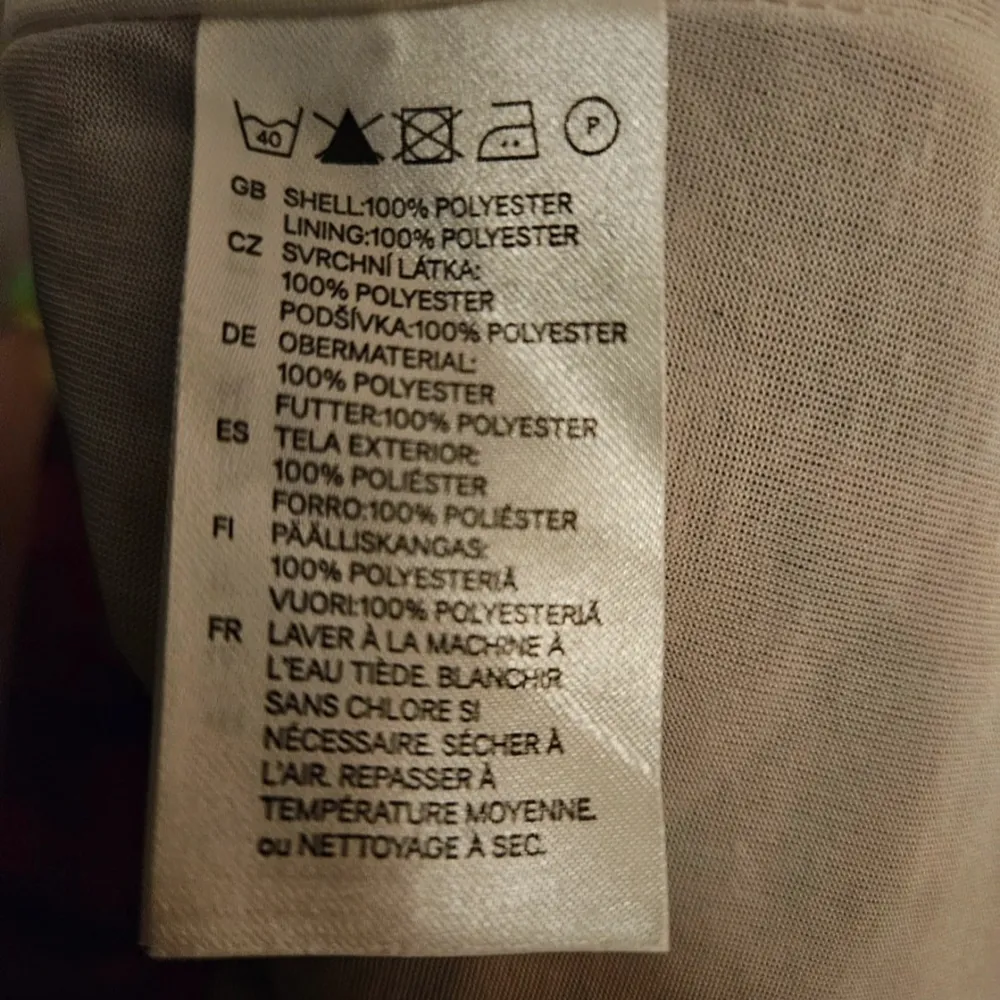 40 P
GB SHELL:100% POLYESTER
LINING:100% POLYESTER
CZ SVRCHNÍ LÁTKA:
100% POLYESTER
PODŠÍVKA:100% POLYESTER
DE OBERMATERIAL:
100% POLYESTER
FUTTER:100% POLYESTER
ES TELA EXTERIOR:
100% POLIÉSTER
FORRO:100% POLIÉSTER
FI PÄÄLLISKANGAS:
100% POLYESTERIÄ
VUORI:100% POLYESTERIÄ
FR LAVER À LA MACHINE À
L'EAU TIÈDE. BLANCHIR
SANS CHLORE SI
NÉCESSAIRE. SÉCHER À
L'AIR. REPASSER À
TEMPÉRATURE MOYENNE.
ou NETTOYAGE À SEC.